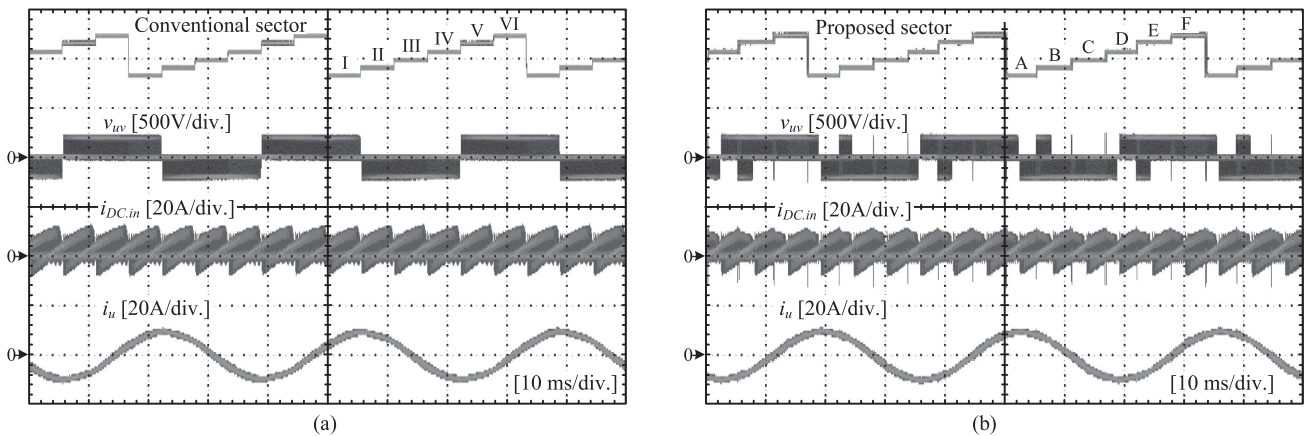 Conventional sector
I II III IV V VI
v_uv [500V/div.]
0
i_DC.in [20A/div.]
0
i_u [20A/div.]
0
[10 ms/div.]
(a)
Proposed sector
A B C D E F
v_uv [500V/div.]
0
i_DC.in [20A/div.]
0
i_u [20A/div.]
0
[10 ms/div.]
(b)